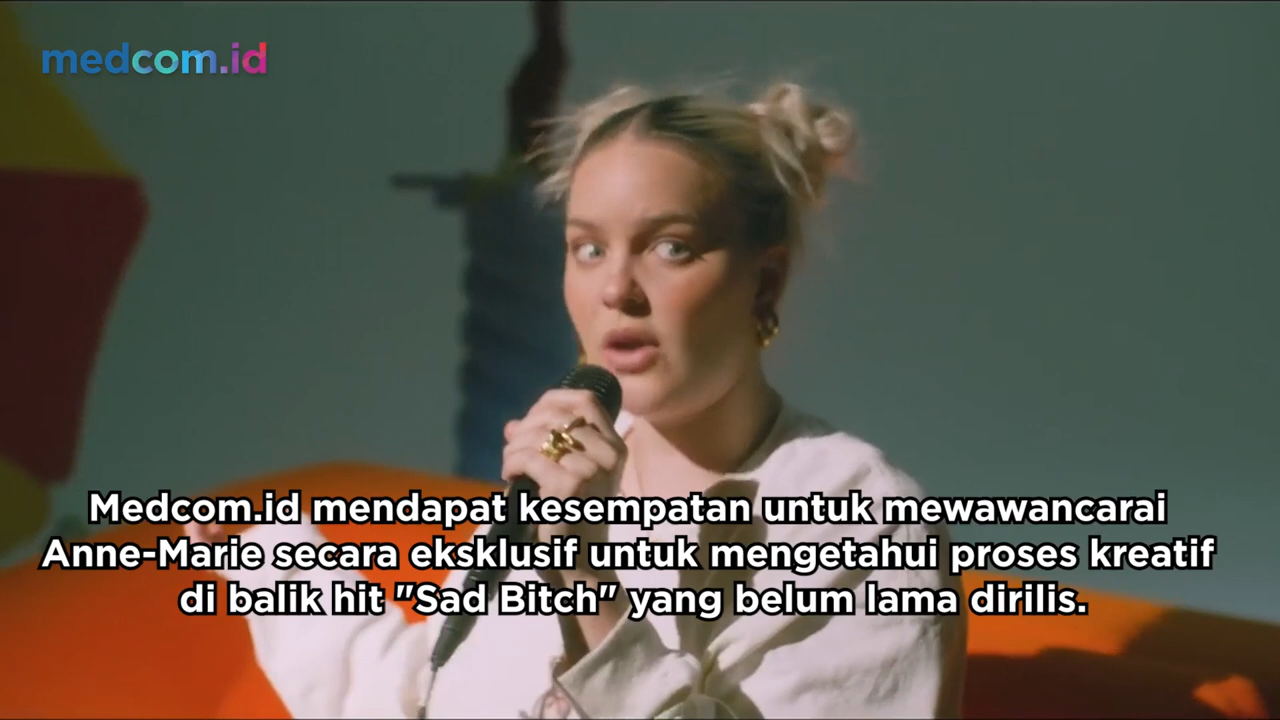 medcom.id
Medcom.id mendapat kesempatan untuk mewawancarai
Anne-Marie secara eksklusif untuk mengetahui proses kreatif
di balik hit "Sad Bitch" yang belum lama dirilis.